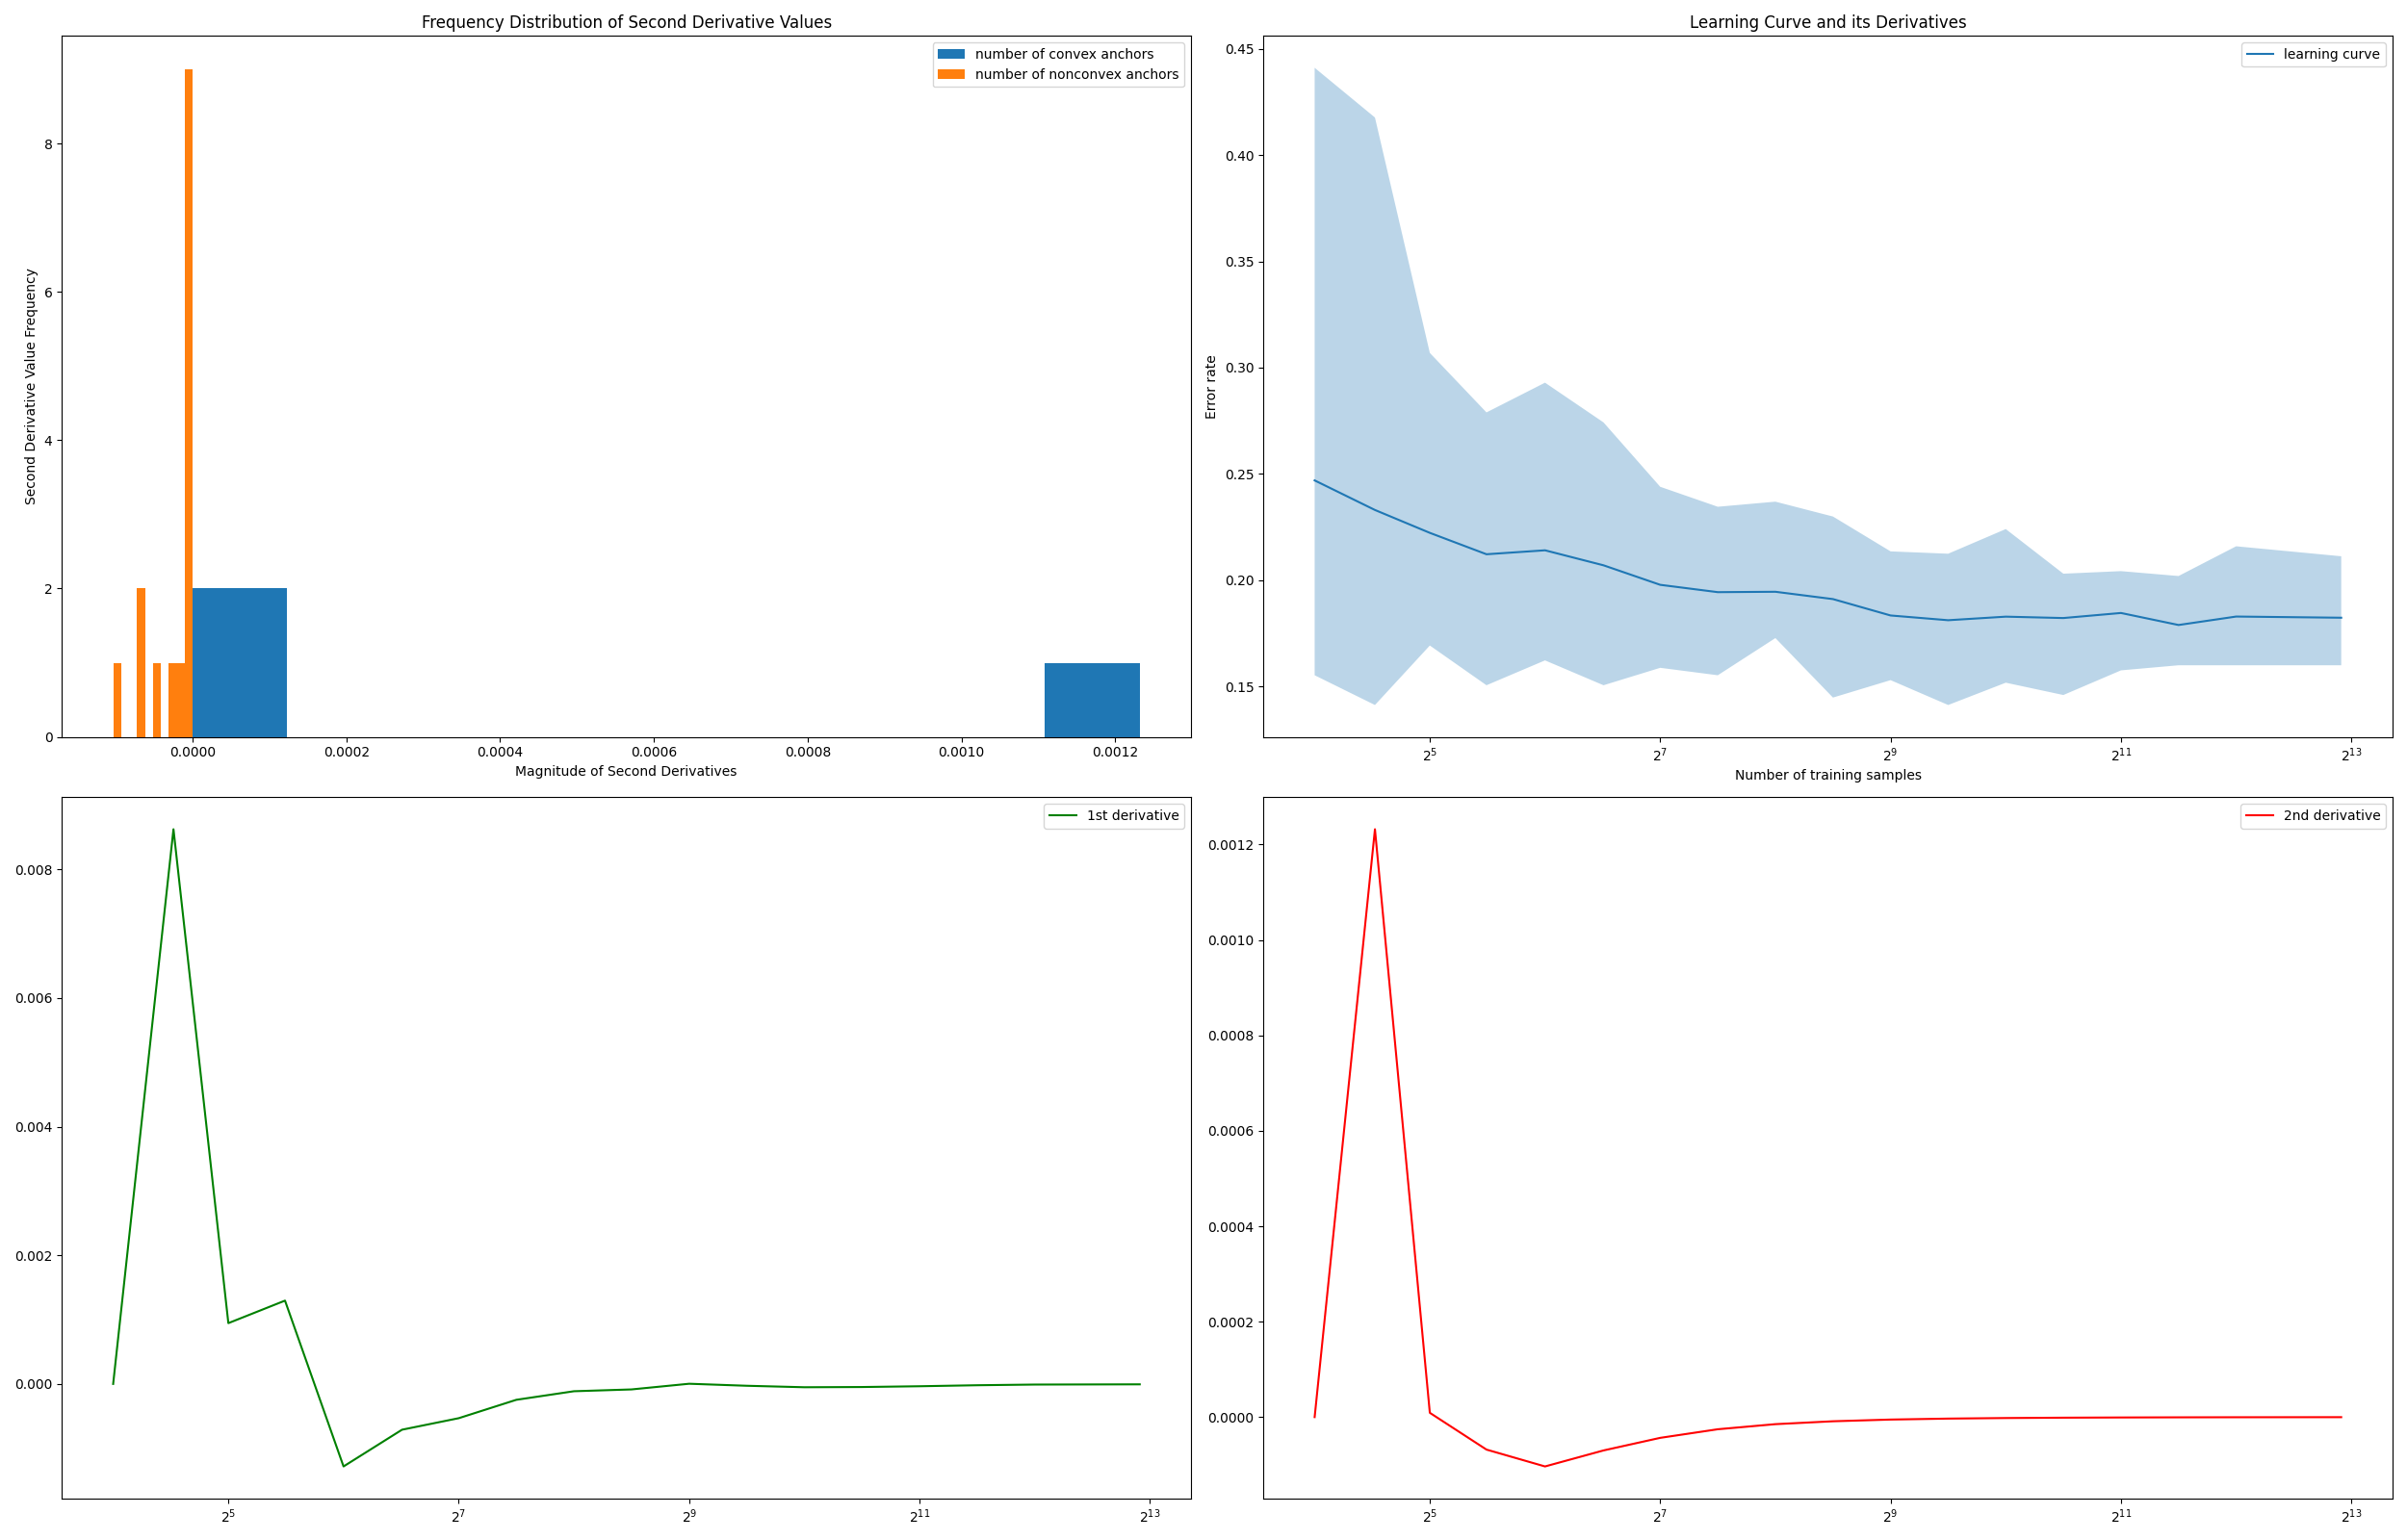 Frequency Distribution of Second Derivative Values
number of convex anchors
number of nonconvex anchors
8
6
4
2
0
Second Derivative Value Frequency
0.0000 0.0002 0.0004 0.0006 0.0008 0.0010 0.0012
Magnitude of Second Derivatives
Learning Curve and its Derivatives
learning curve
0.45
0.40
0.35
0.30
0.25
0.20
0.15
Error rate
2^5 2^7 2^9 2^11 2^13
Number of training samples
1st derivative
0.008
0.006
0.004
0.002
0.000
2^5 2^7 2^9 2^11 2^13
2nd derivative
0.0012
0.0010
0.0008
0.0006
0.0004
0.0002
0.0000
2^5 2^7 2^9 2^11 2^13